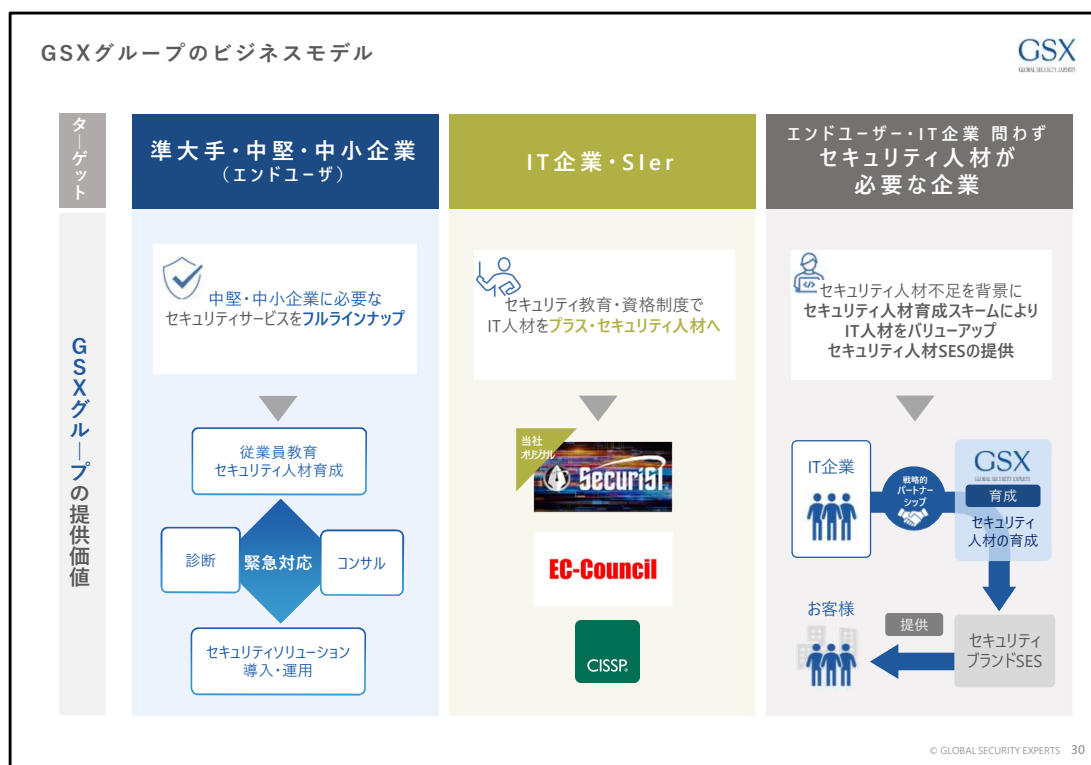 GSXグループのビジネスモデル
GSX
GLOBAL SECURITY EXPERTS
ターゲット
準大手・中堅・中小企業
（エンドユーザ）
IT企業・SIer
エンドユーザー・IT企業 問わず
セキュリティ人材が
必要な企業
GSXグループの提供価値
中堅・中小企業に必要な
セキュリティサービスをフルラインナップ
従業員教育
セキュリティ人材育成
診断
緊急対応
コンサル
セキュリティソリューション
導入・運用
セキュリティ教育・資格制度で
IT人材をプラス・セキュリティ人材へ
当社
オリジナル
SecuriST
EC-Council
CISSP
セキュリティ人材不足を背景に
セキュリティ人材育成スキームにより
IT人材をバリューアップ
セキュリティ人材SESの提供
IT企業
戦略的
パートナー
シップ
GSX
GLOBAL SECURITY EXPERTS
育成
セキュリティ
人材の育成
お客様
提供
セキュリティ
ブランドSES
© GLOBAL SECURITY EXPERTS 30